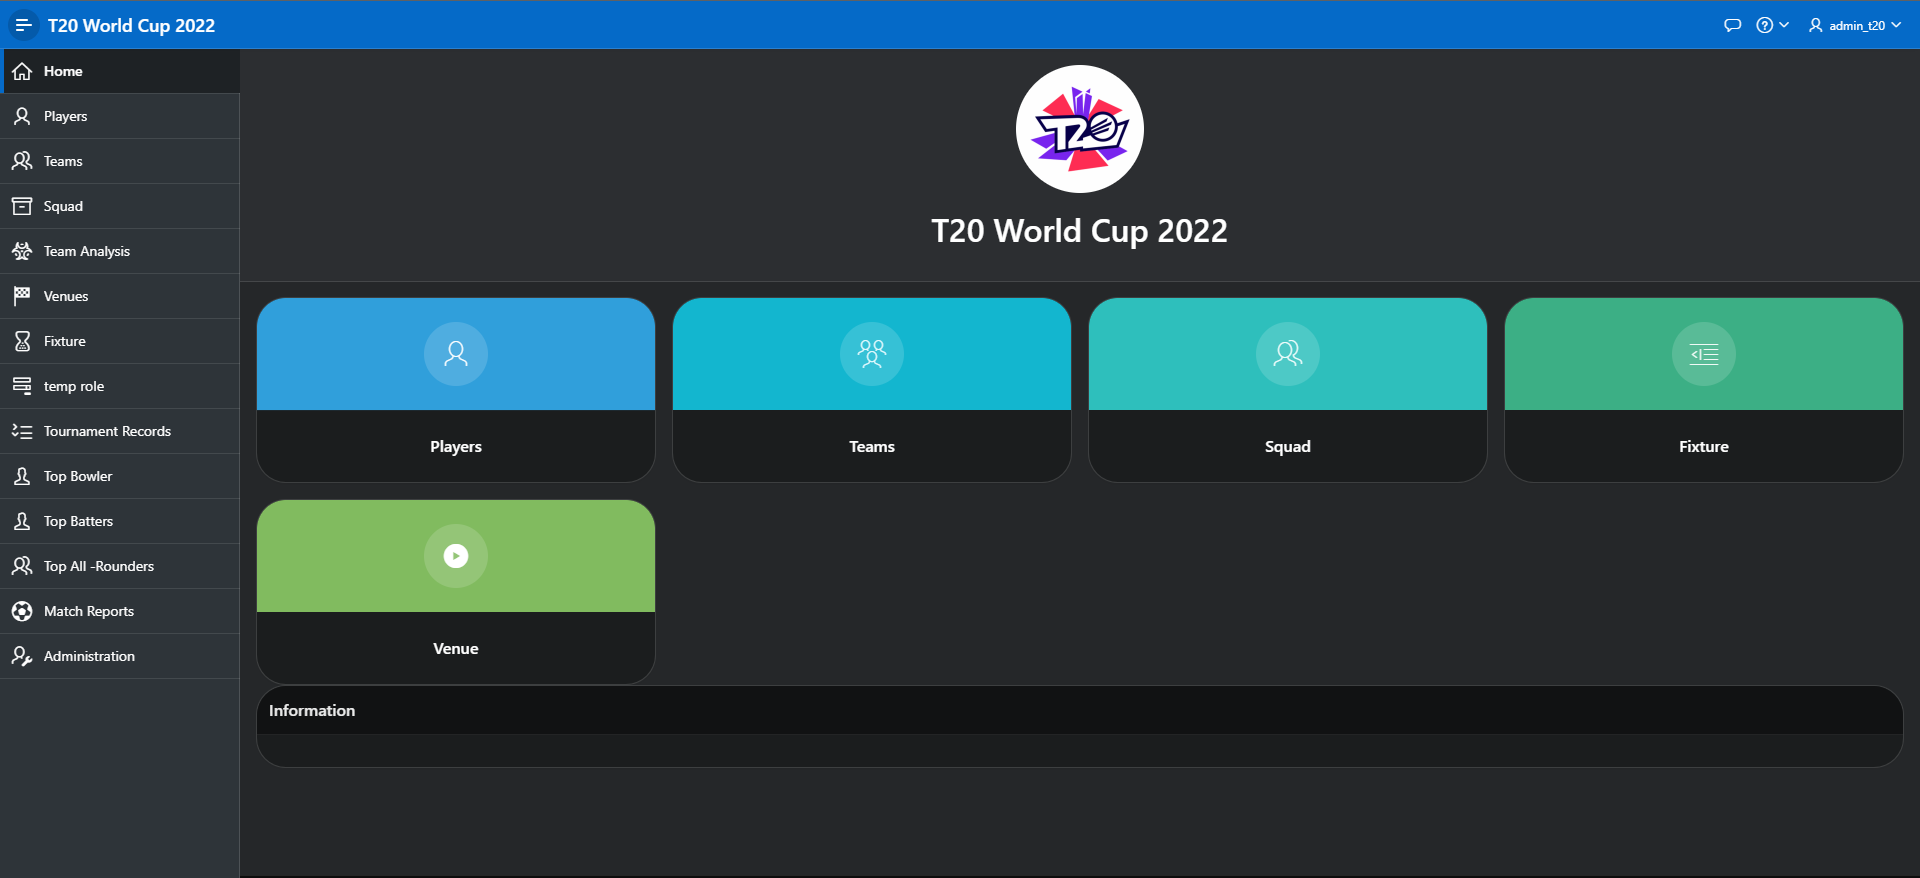 T20 World Cup 2022
admin_t20
Home
Players
Teams
Squad
Team Analysis
Venues
Fixture
temp role
Tournament Records
Top Bowler
Top Batters
Top All -Rounders
Match Reports
Administration
T20
T20 World Cup 2022
Players
Teams
Squad
Fixture
Venue
Information